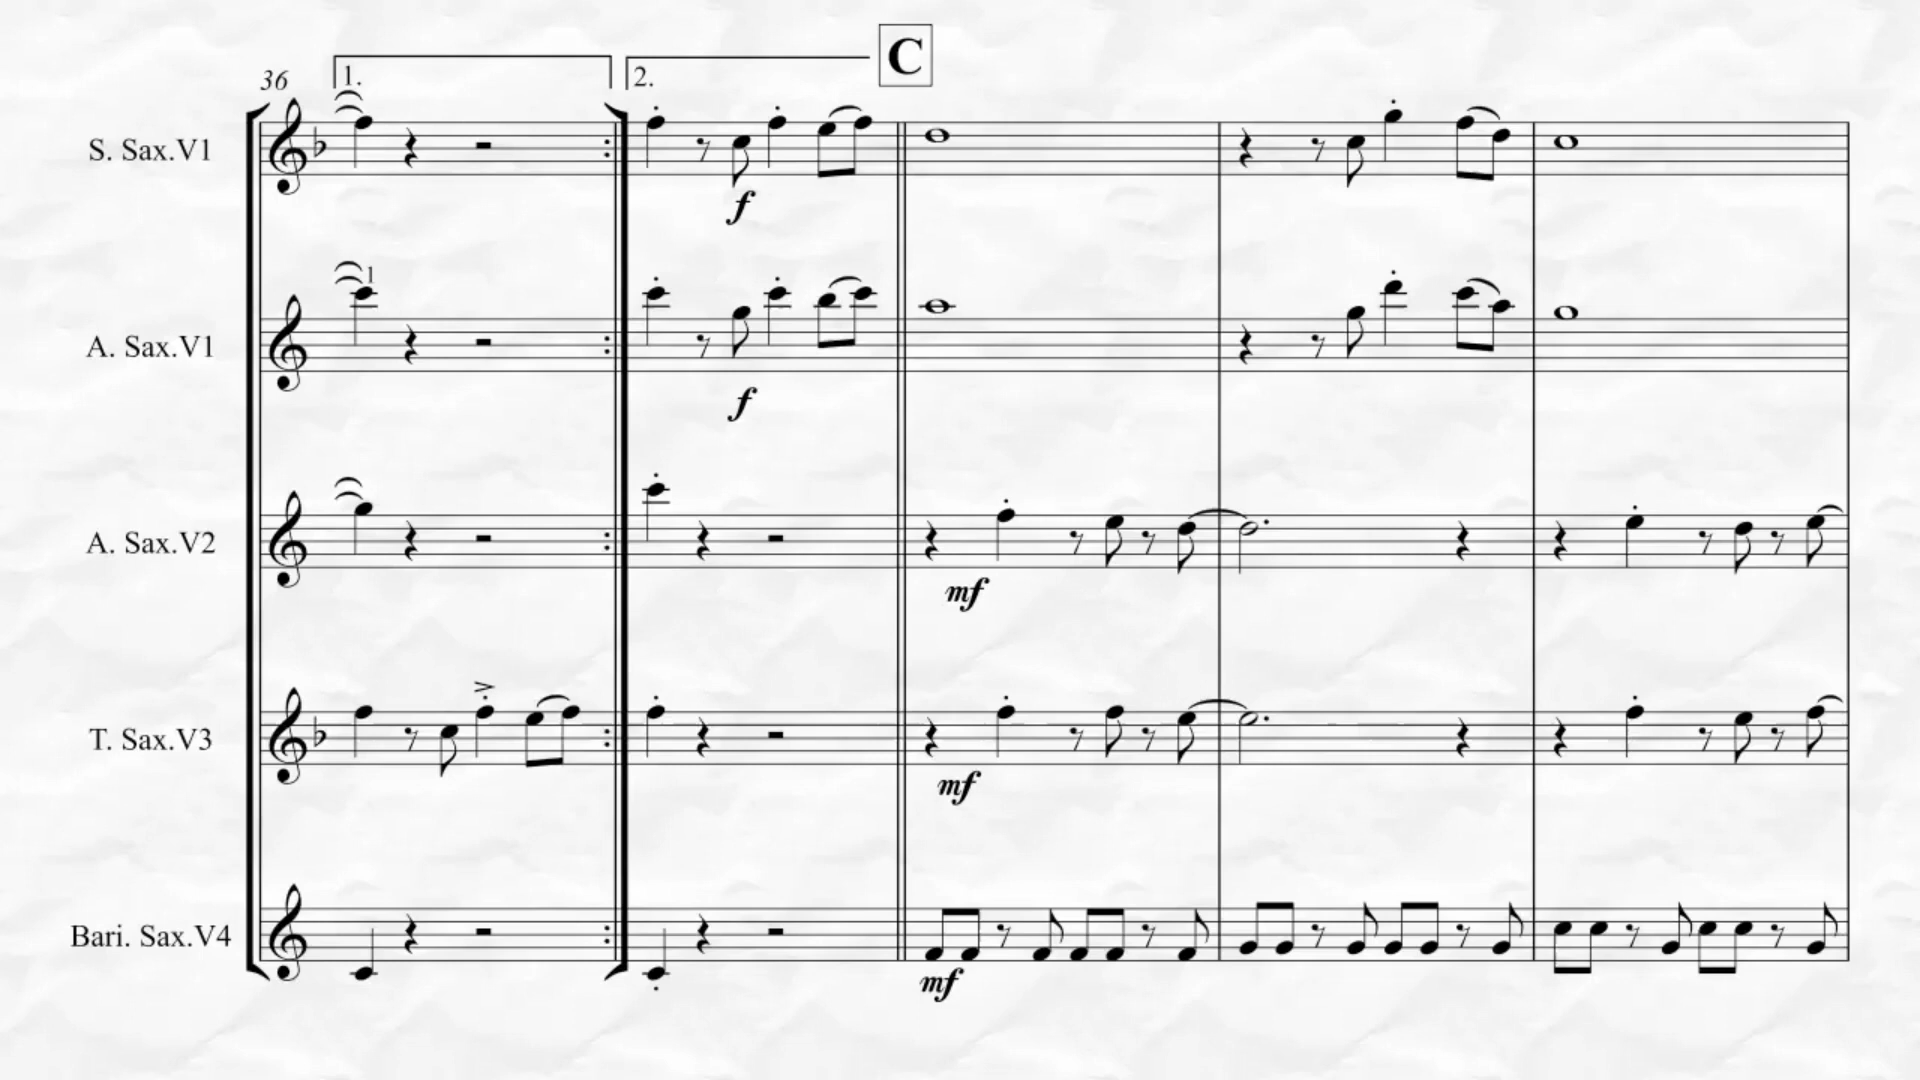 C
36
1.
2.
S. Sax.V1
f
1
A. Sax.V1
f
A. Sax.V2
mf
T. Sax.V3
mf
Bari. Sax.V4
mf